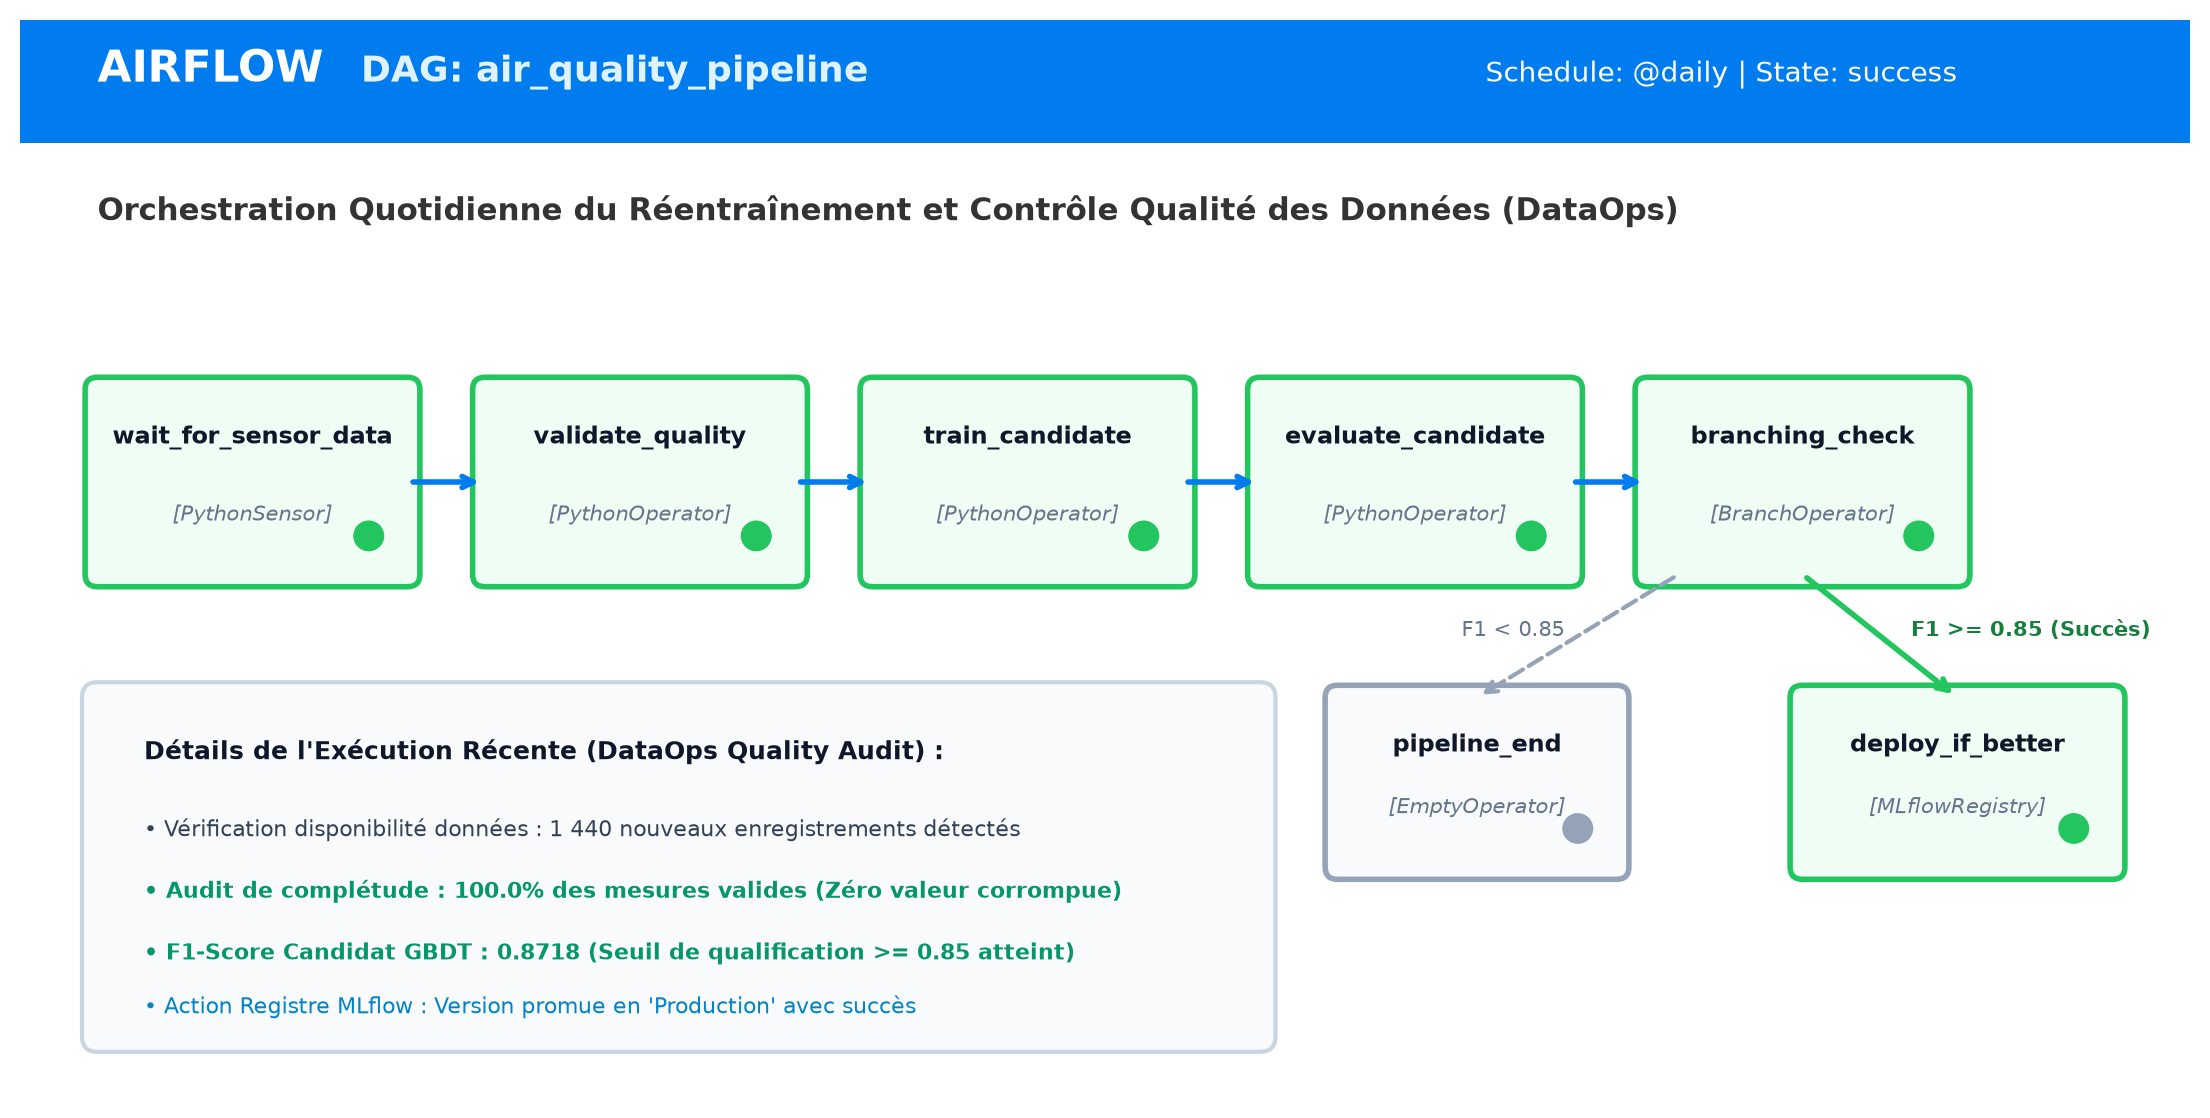 AIRFLOW DAG: air_quality_pipeline Schedule: @daily | State: success
Orchestration Quotidienne du Réentraînement et Contrôle Qualité des Données (DataOps)
wait_for_sensor_data
[PythonSensor]
validate_quality
[PythonOperator]
train_candidate
[PythonOperator]
evaluate_candidate
[PythonOperator]
branching_check
[BranchOperator]
F1 < 0.85
F1 >= 0.85 (Succès)
pipeline_end
[EmptyOperator]
deploy_if_better
[MLflowRegistry]
Détails de l'Exécution Récente (DataOps Quality Audit) :
• Vérification disponibilité données : 1 440 nouveaux enregistrements détectés
• Audit de complétude : 100.0% des mesures valides (Zéro valeur corrompue)
• F1-Score Candidat GBDT : 0.8718 (Seuil de qualification >= 0.85 atteint)
• Action Registre MLflow : Version promue en 'Production' avec succès